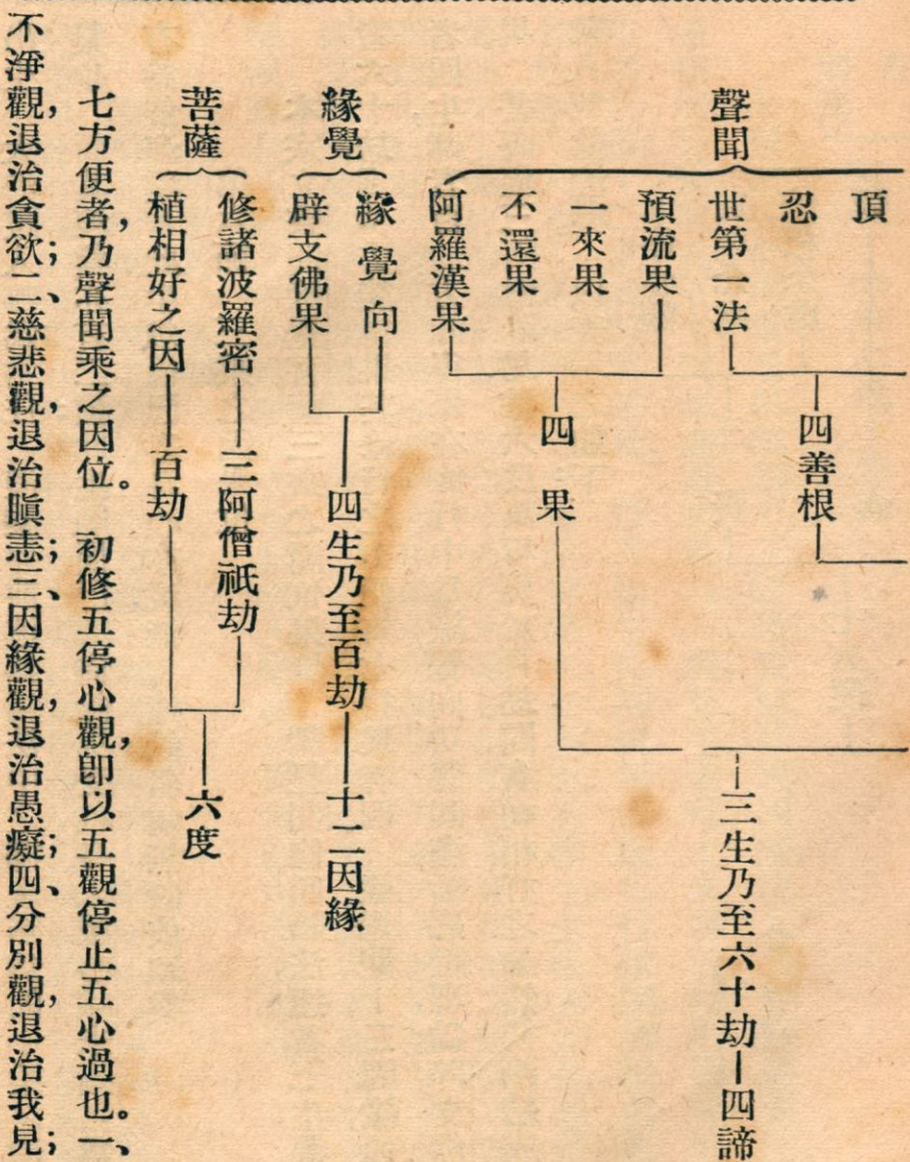 聲聞
頂
忍
世第一法
四善根
預流果
一來果
不還果
阿羅漢果
四果
三生乃至六十劫
四諦
緣覺
緣覺向
辟支佛果
四生乃至百劫
十二因緣
菩薩
修諸波羅密
三阿僧祇劫
植相好之因
百劫
六度
七方便者，乃聲聞乘之因位。初修五停心觀，卽以五觀停止五心過也。一、
不淨觀，退治貪欲；二、慈悲觀，退治瞋恚；三、因緣觀，退治愚癡；四、分別觀，退治我見；